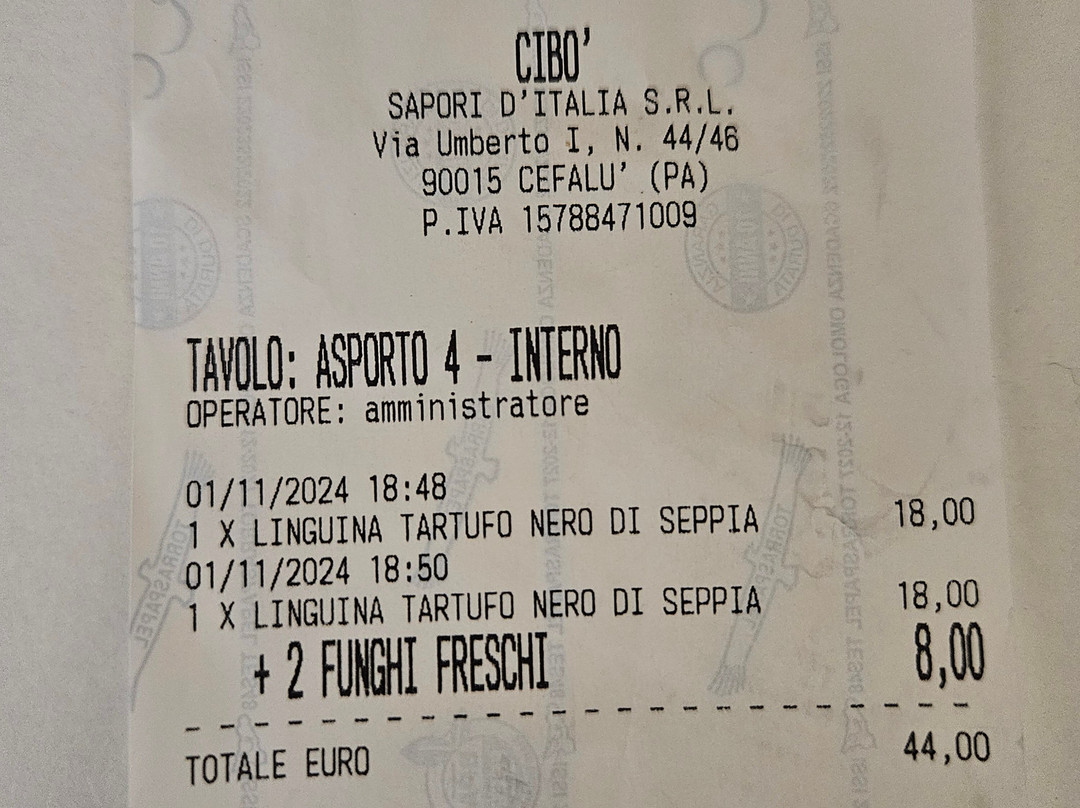 CIBO'
SAPORI D'ITALIA S.R.L.
Via Umberto I, N. 44/46
90015 CEFALU' (PA)
P.IVA 15788471009
TAVOLO: ASPORTO 4 - INTERNO
OPERATORE: amministratore
01/11/2024 18:48
1 X LINGUINA TARTUFO NERO DI SEPPIA 18,00
01/11/2024 18:50
1 X LINGUINA TARTUFO NERO DI SEPPIA 18,00
+ 2 FUNGHI FRESCHI 8,00
TOTALE EURO 44,00